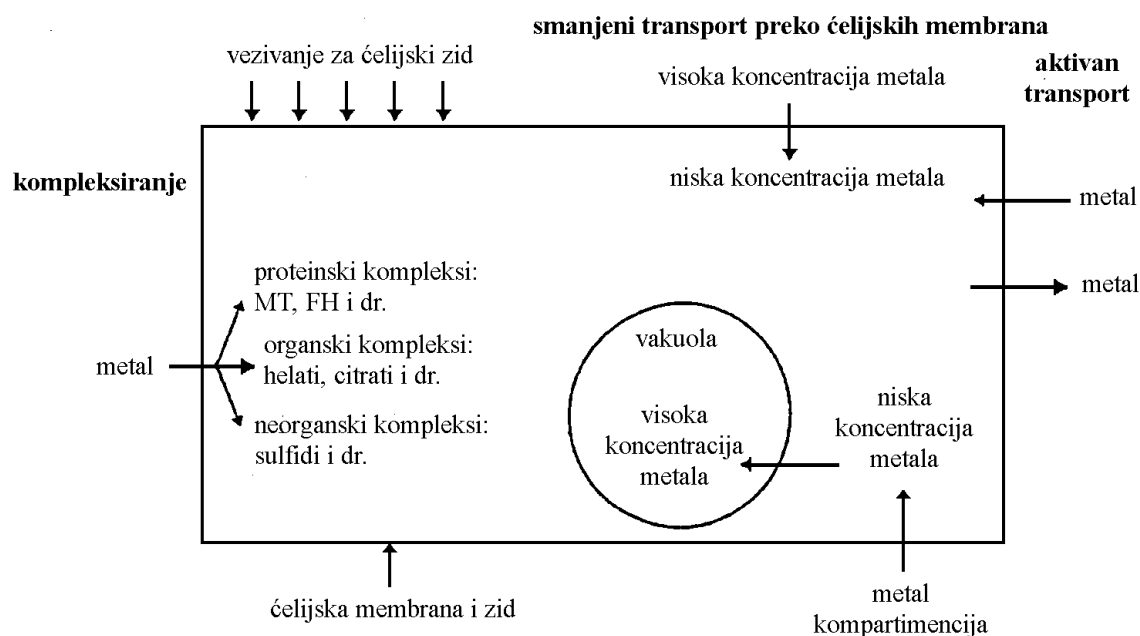 smanjeni transport preko ćelijskih membrana
vezivanje za ćelijski zid
visoka koncentracija metala
aktivan
transport
kompleksiranje
niska koncentracija metala
metal
metal
proteinski kompleksi:
MT, FH i dr.
organski kompleksi:
helati, citrati i dr.
metal
neorganski kompleksi:
sulfidi i dr.
vakuola
visoka
koncentracija
metala
niska
koncentracija
metala
ćelijska membrana i zid
metal
kompartimencija